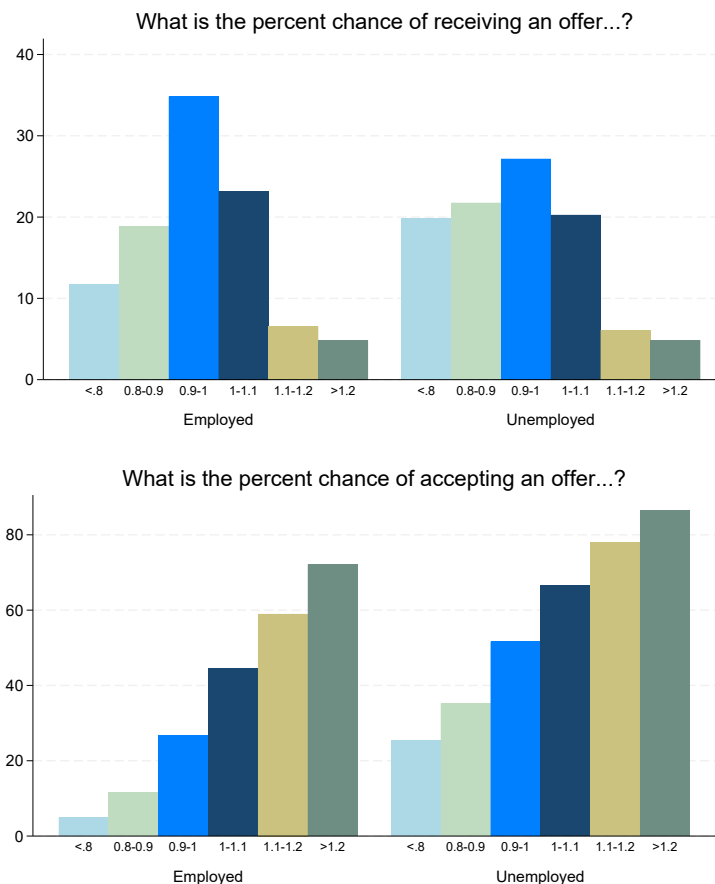 What is the percent chance of receiving an offer...?
40
30
20
10
0
<.8 0.8-0.9 0.9-1 1-1.1 1.1-1.2 >1.2 <.8 0.8-0.9 0.9-1 1-1.1 1.1-1.2 >1.2
Employed Unemployed
What is the percent chance of accepting an offer...?
80
60
40
20
0
<.8 0.8-0.9 0.9-1 1-1.1 1.1-1.2 >1.2 <.8 0.8-0.9 0.9-1 1-1.1 1.1-1.2 >1.2
Employed Unemployed